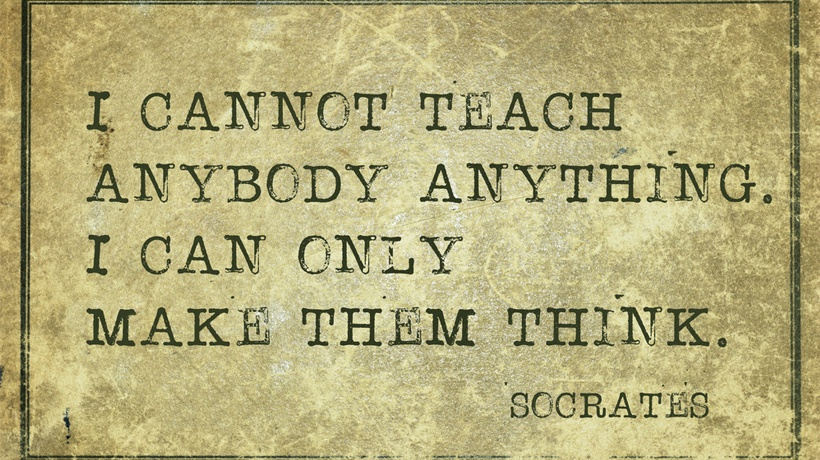 I CANNOT TEACH
ANYBODY ANYTHING.
I CAN ONLY
MAKE THEM THINK.
SOCRATES